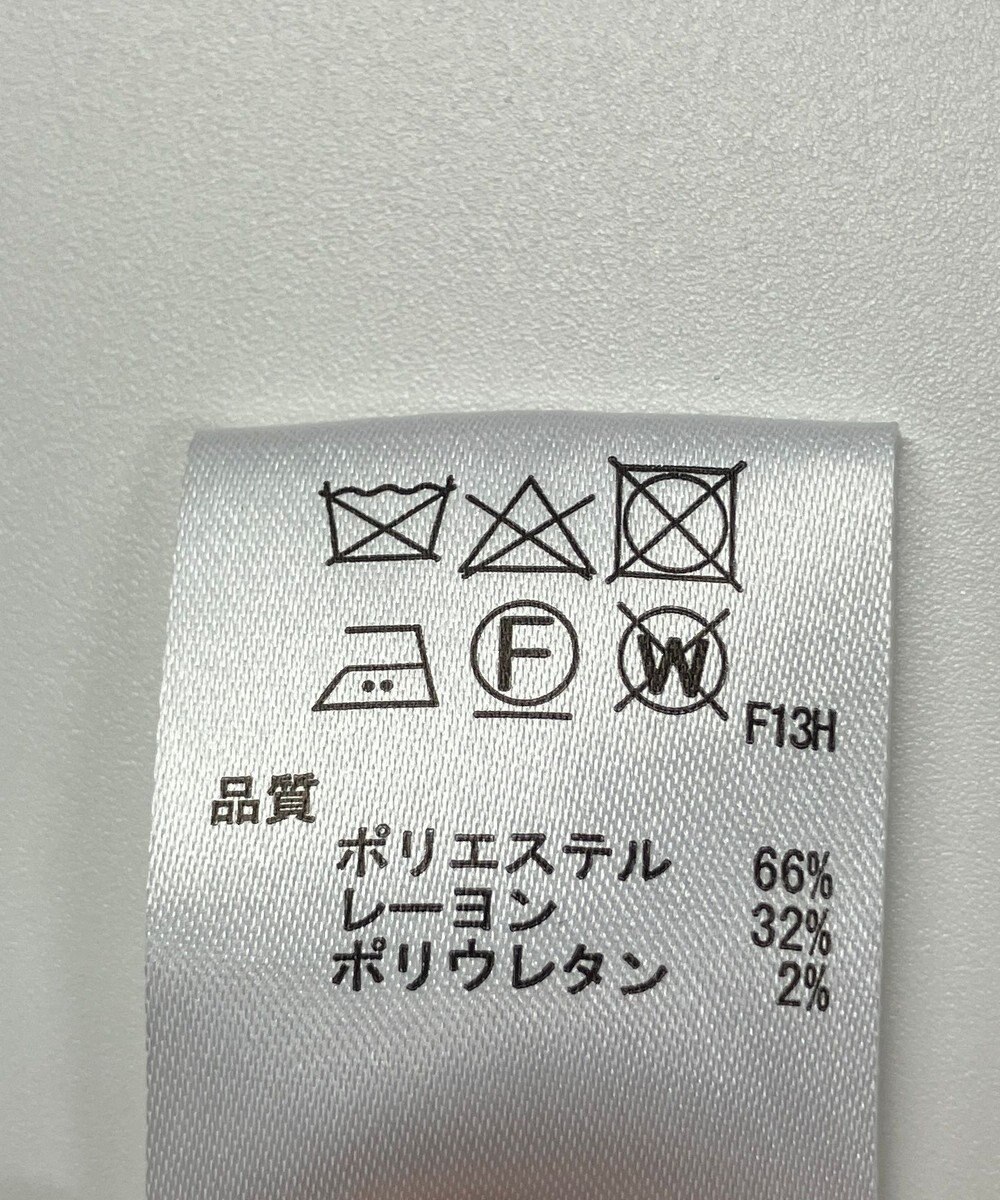 F
W
F13H
品質
ポリエステル 66%
レーヨン 32%
ポリウレタン 2%